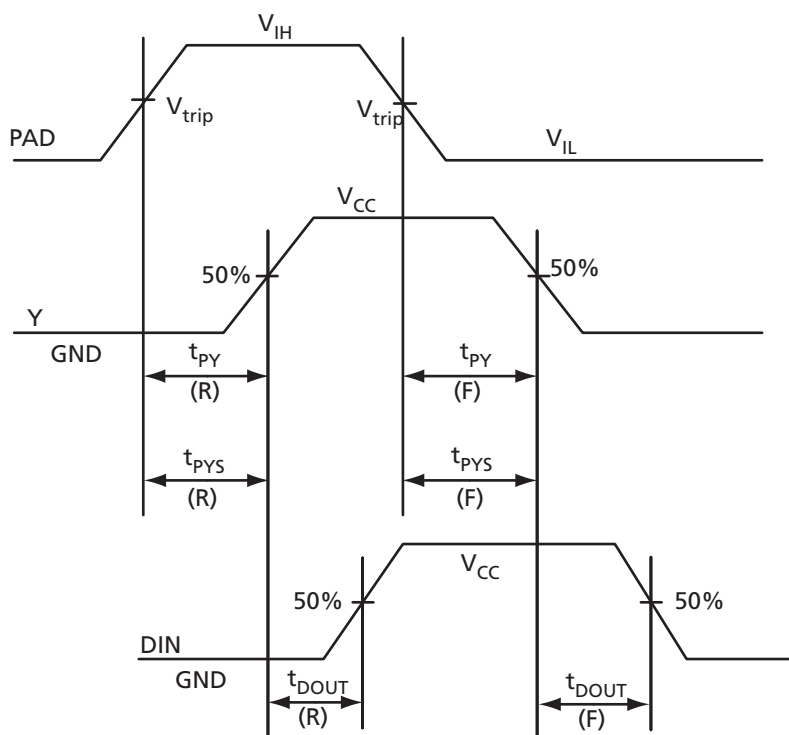 V_IH
V_trip V_trip
PAD V_IL
V_CC
50% 50%
Y
GND t_PY t_PY
(R) (F)
t_PYS t_PYS
(R) (F)
V_CC
50% 50%
DIN
GND t_DOUT t_DOUT
(R) (F)